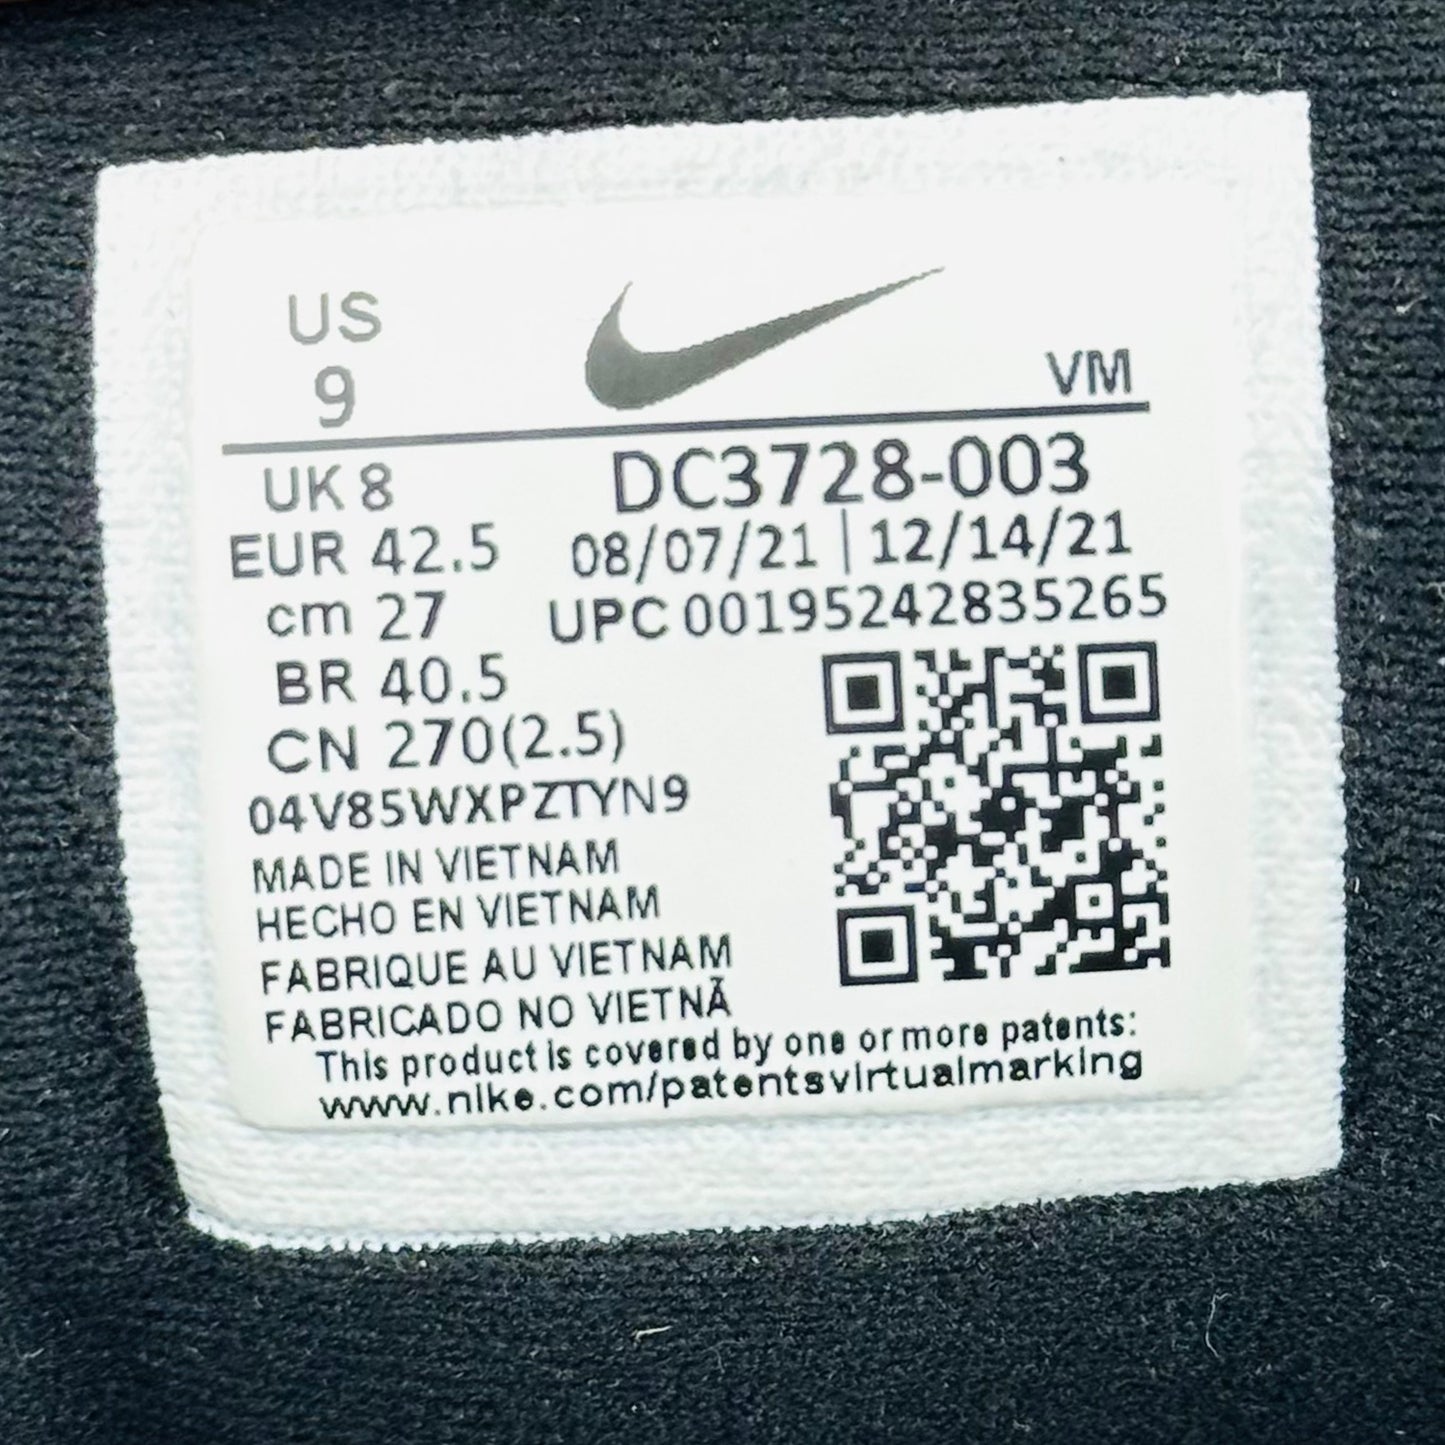 US
9
VM
UK 8
DC3728-003
EUR 42.5
08/07/21 | 12/14/21
cm 27
UPC 00195242835265
BR 40.5
CN 270(2.5)
04V85WXPZTYN9
MADE IN VIETNAM
HECHO EN VIETNAM
FABRIQUE AU VIETNAM
FABRICADO NO VIETNÃ
This product is covered by one or more patents:
www.nike.com/patentsvirtualmarking